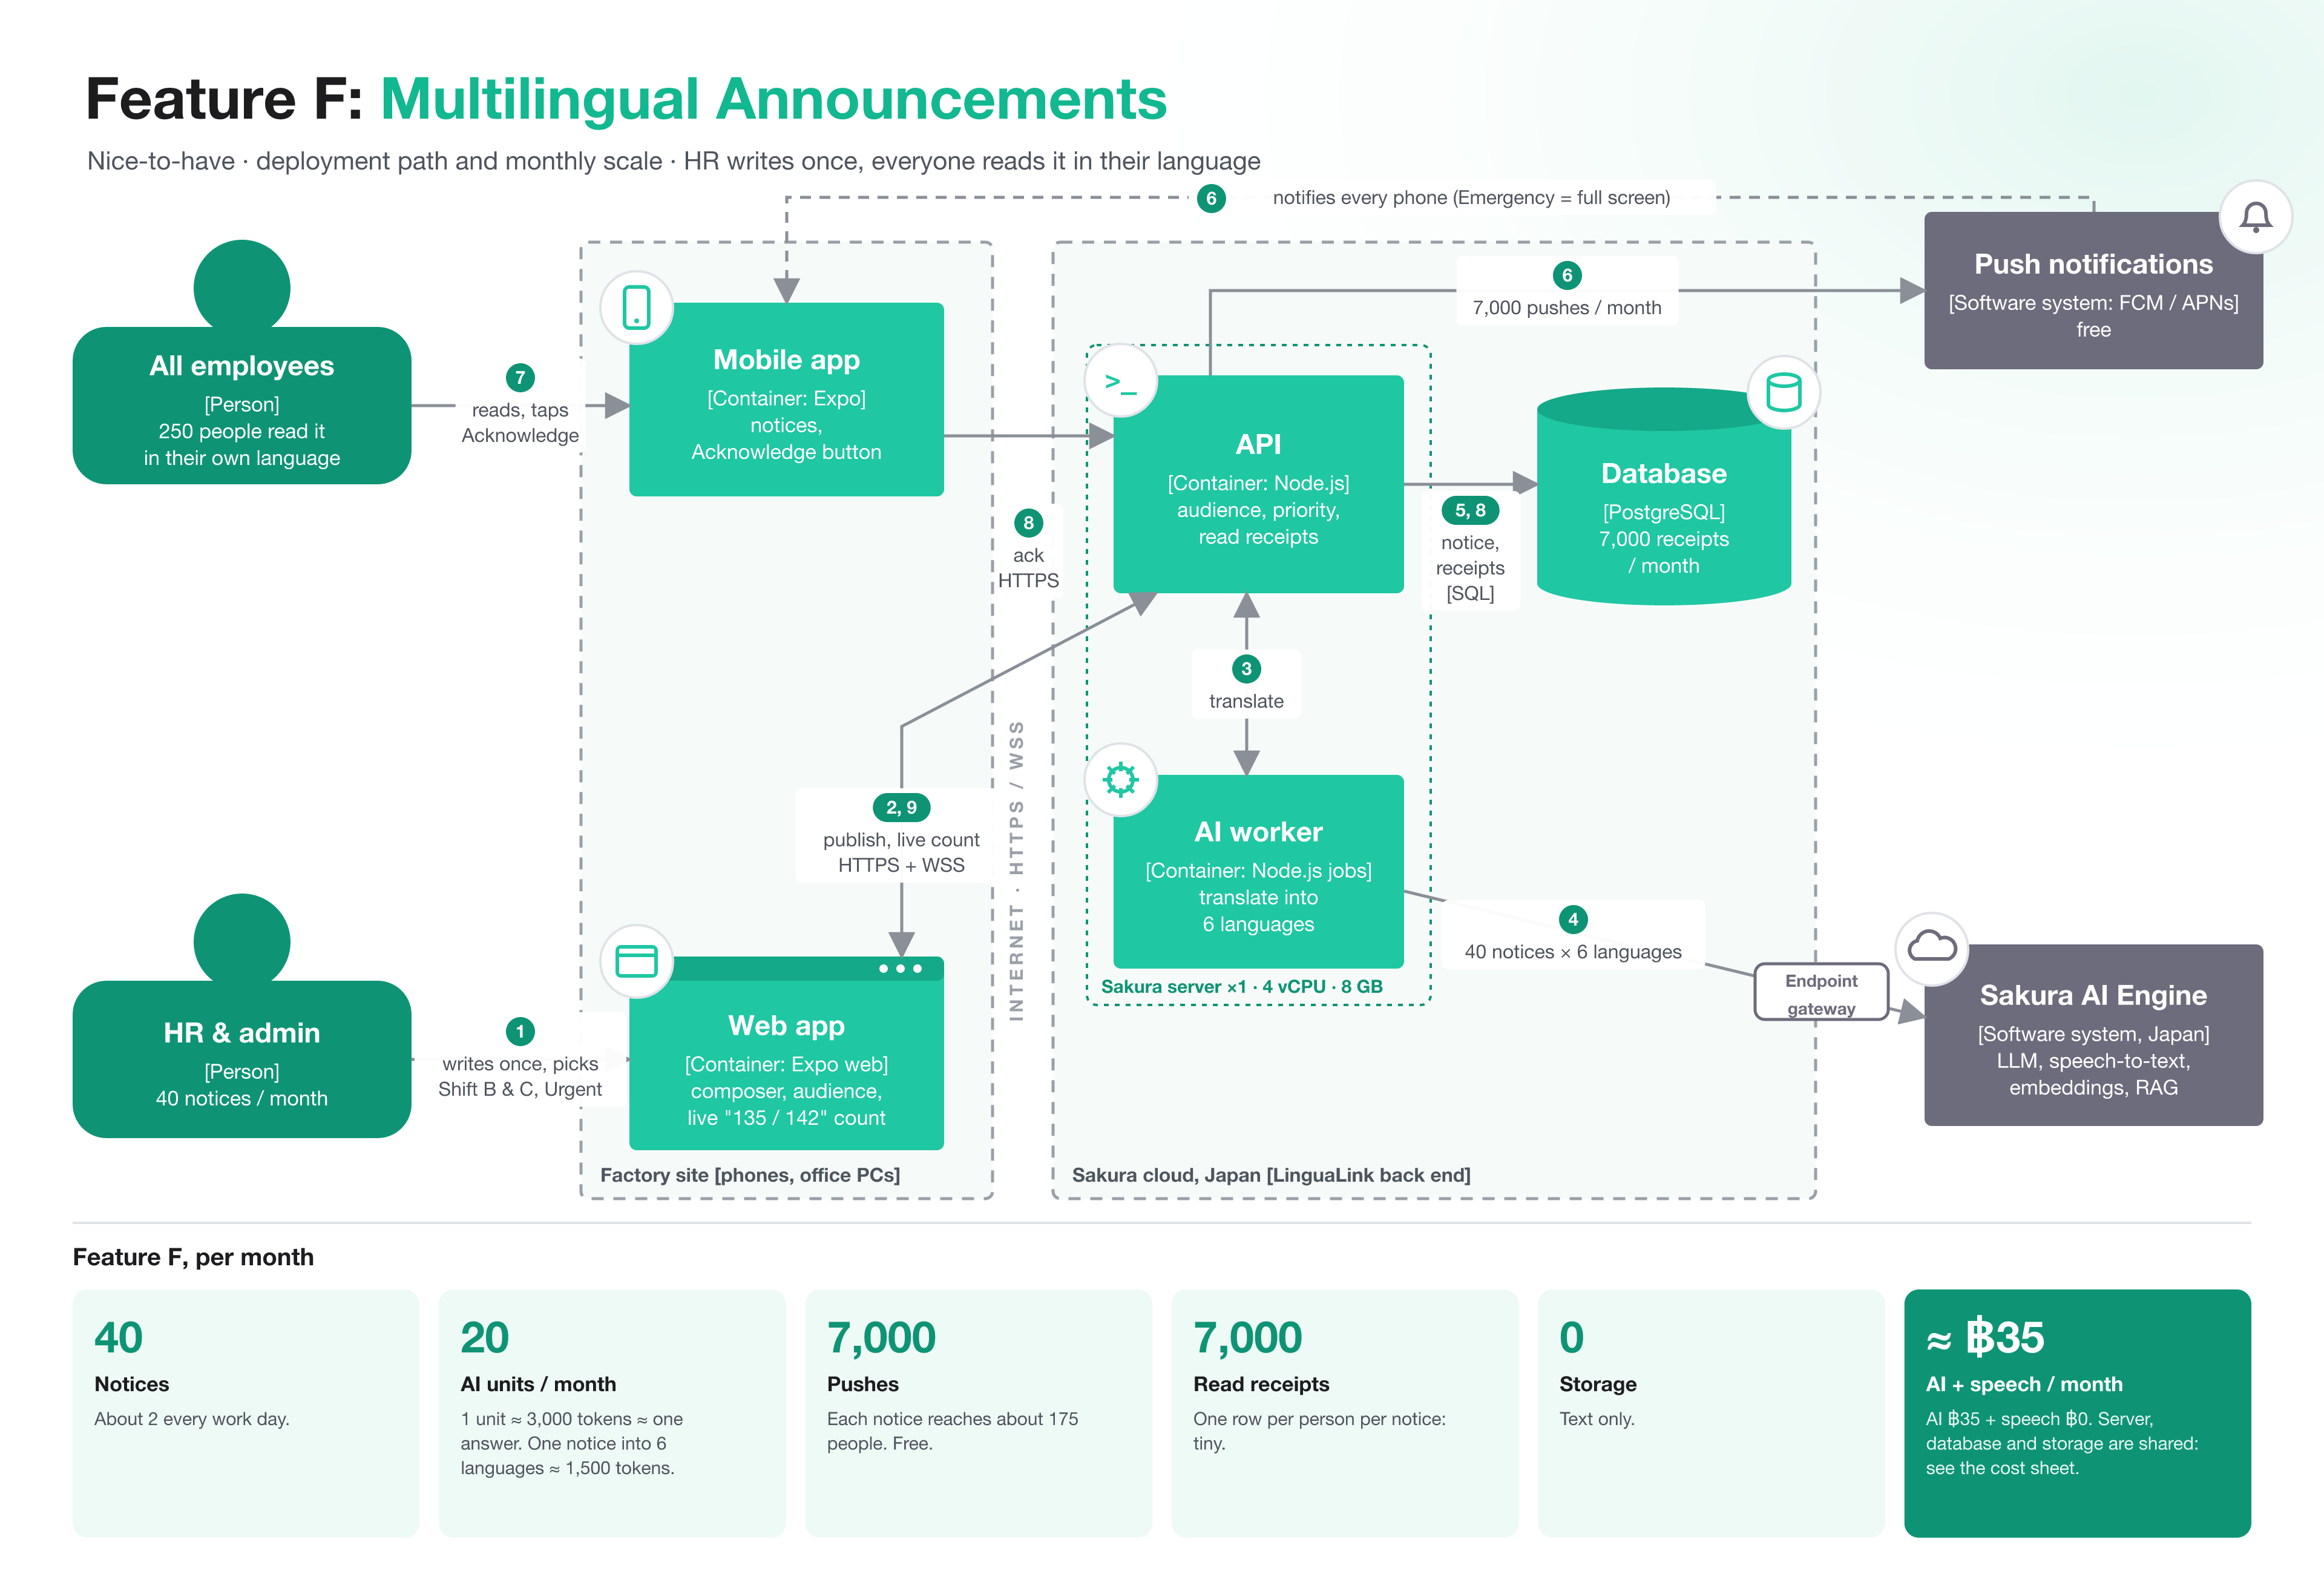 Feature F: Multilingual Announcements
Nice-to-have · deployment path and monthly scale · HR writes once, everyone reads it in their language
6
notifies every phone (Emergency = full screen)
Push notifications
[Software system: FCM / APNs]
free
6
7,000 pushes / month
All employees
[Person]
250 people read it
in their own language
7
reads, taps
Acknowledge
Mobile app
[Container: Expo]
notices,
Acknowledge button
8
ack
HTTPS
>_
API
[Container: Node.js]
audience, priority,
read receipts
5, 8
notice,
receipts
[SQL]
Database
[PostgreSQL]
7,000 receipts
/ month
3
translate
2, 9
publish, live count
HTTPS + WSS
INTERNET · HTTPS / WSS
AI worker
[Container: Node.js jobs]
translate into
6 languages
Sakura server ×1 · 4 vCPU · 8 GB
4
40 notices × 6 languages
Endpoint
gateway
Sakura AI Engine
[Software system, Japan]
LLM, speech-to-text,
embeddings, RAG
HR & admin
[Person]
40 notices / month
1
writes once, picks
Shift B & C, Urgent
Web app
[Container: Expo web]
composer, audience,
live "135 / 142" count
Factory site [phones, office PCs]
Sakura cloud, Japan [LinguaLink back end]
Feature F, per month
40
Notices
About 2 every work day.
20
AI units / month
1 unit ≈ 3,000 tokens ≈ one
answer. One notice into 6
languages ≈ 1,500 tokens.
7,000
Pushes
Each notice reaches about 175
people. Free.
7,000
Read receipts
One row per person per notice:
tiny.
0
Storage
Text only.
≈ ฿35
AI + speech / month
AI ฿35 + speech ฿0. Server,
database and storage are shared:
see the cost sheet.